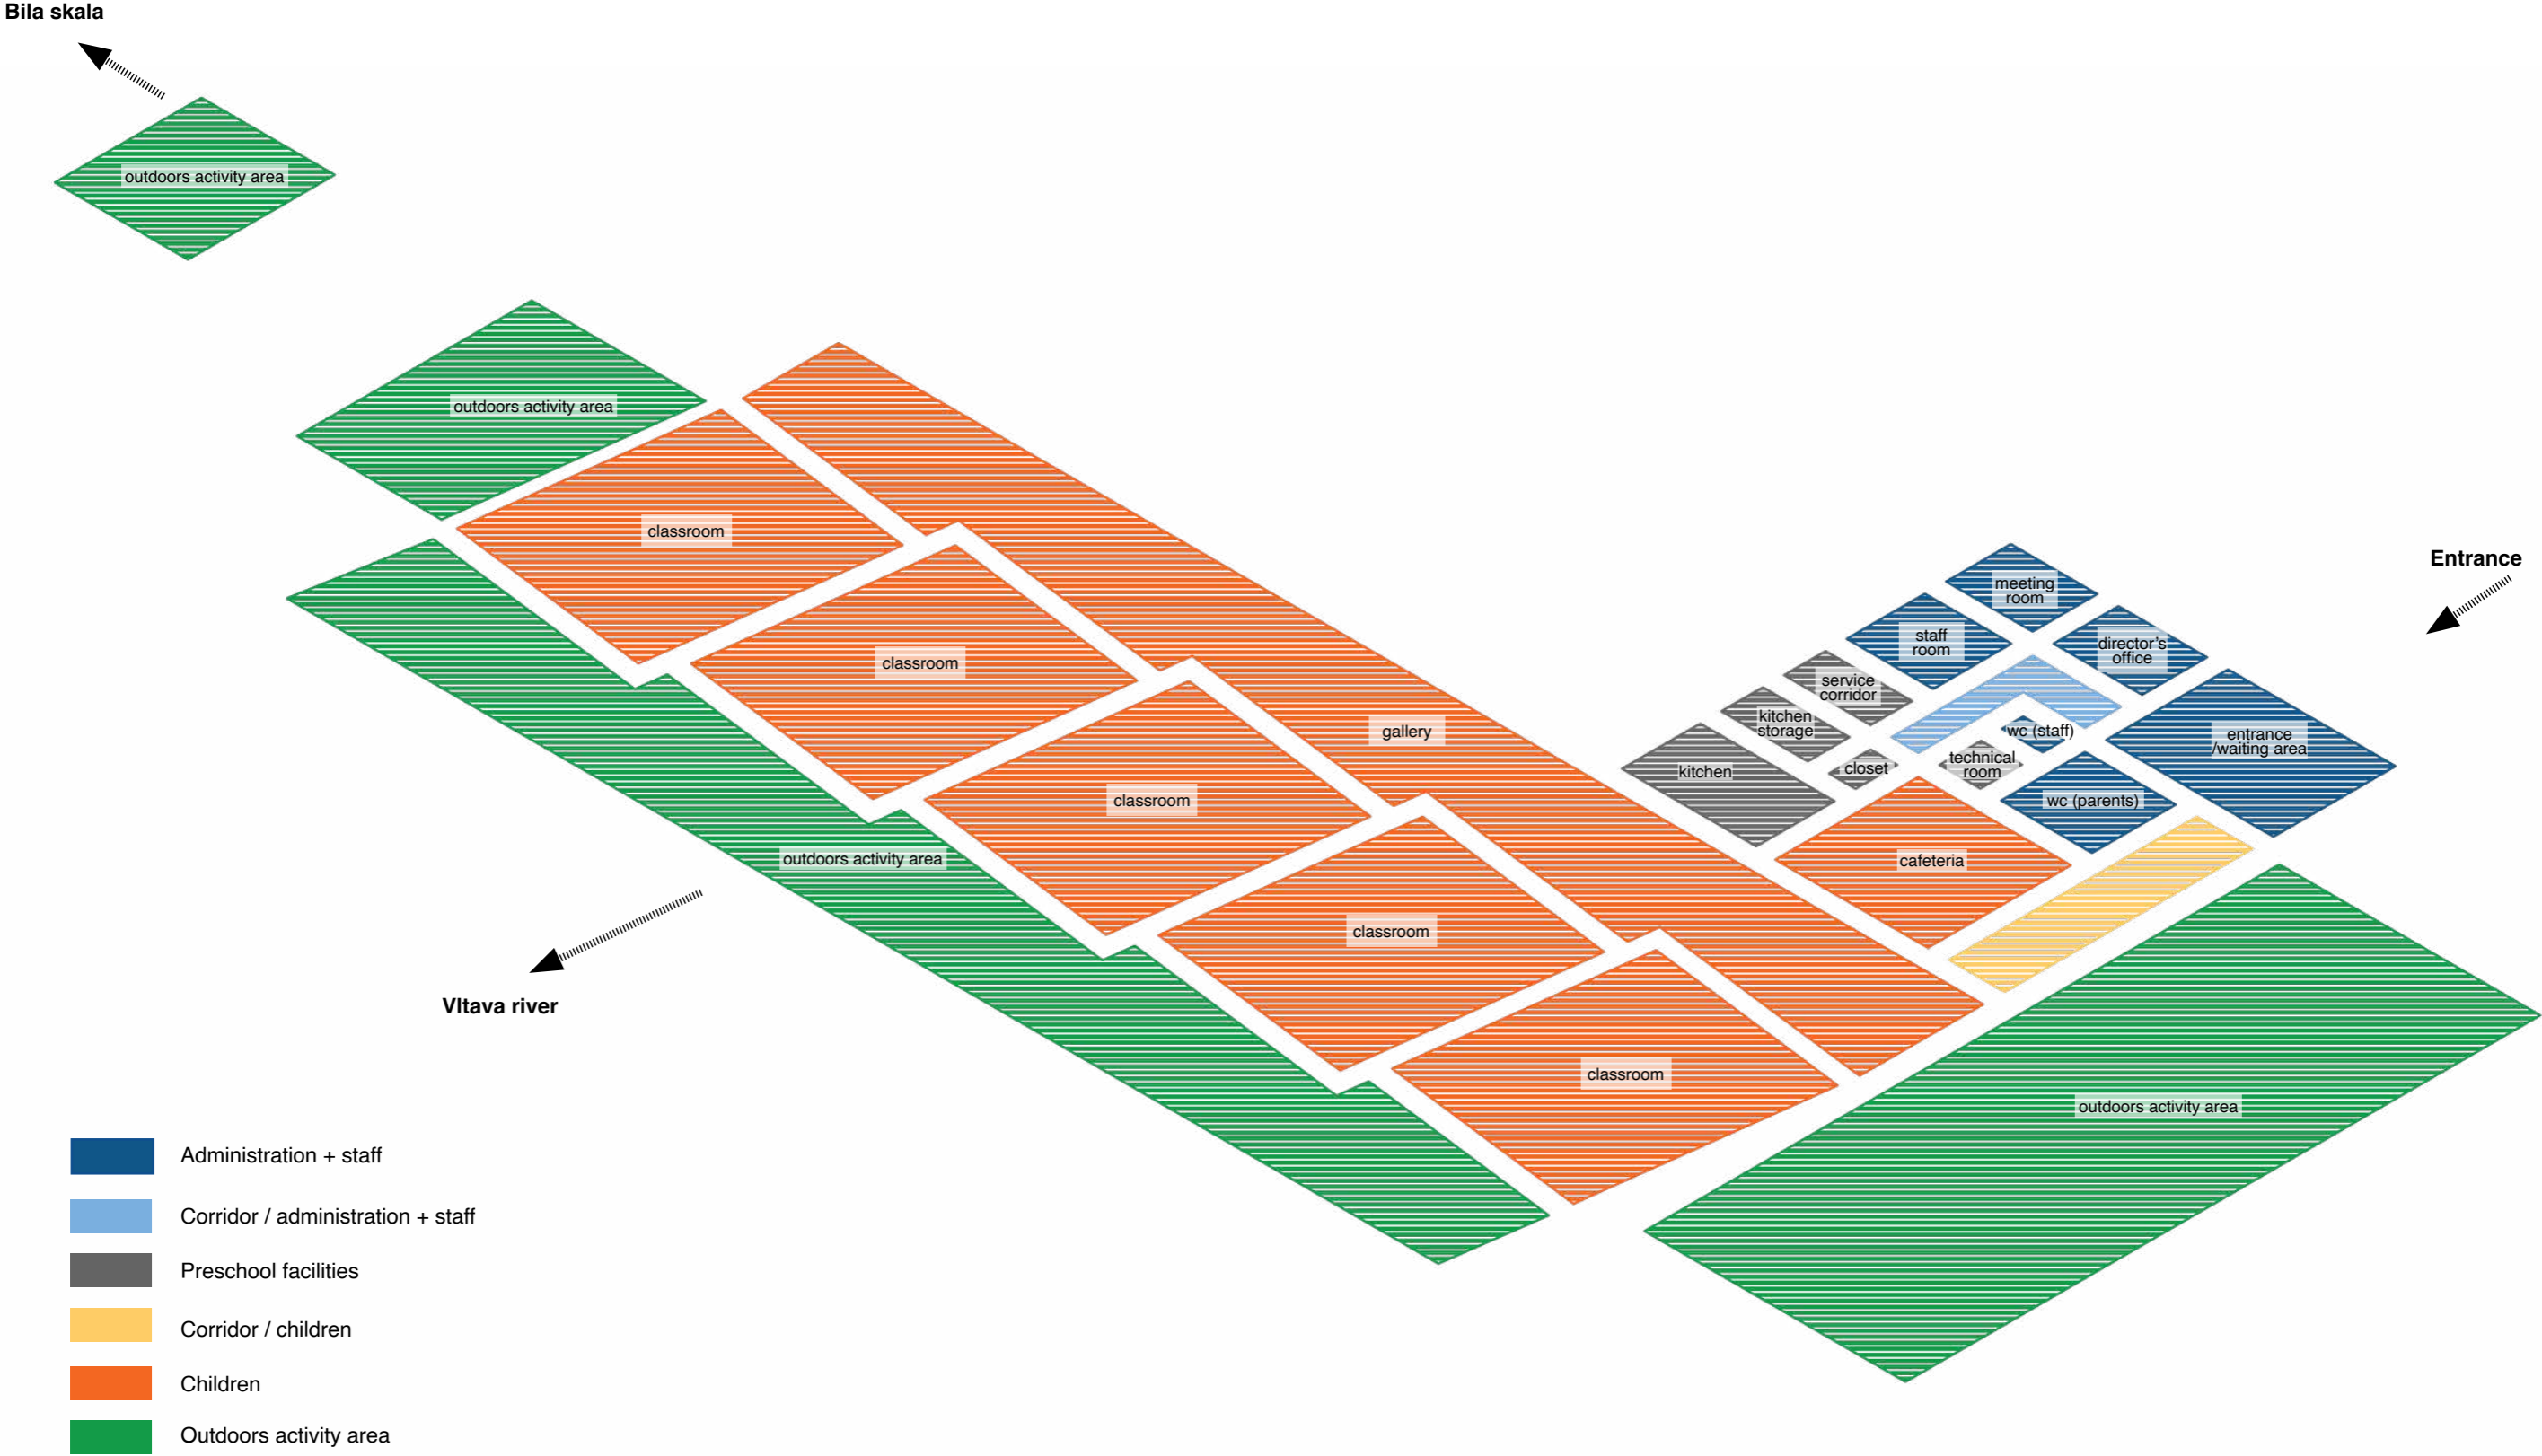 Bila skala
outdoors activity area
outdoors activity area
classroom
classroom
classroom
classroom
classroom
gallery
outdoors activity area
Vltava river
meeting
room
staff
room
director's
office
service
corridor
kitchen
storage
kitchen
closet
technical
room
wc (staff)
wc (parents)
entrance
/waiting area
cafeteria
Entrance
outdoors activity area
Administration + staff
Corridor / administration + staff
Preschool facilities
Corridor / children
Children
Outdoors activity area